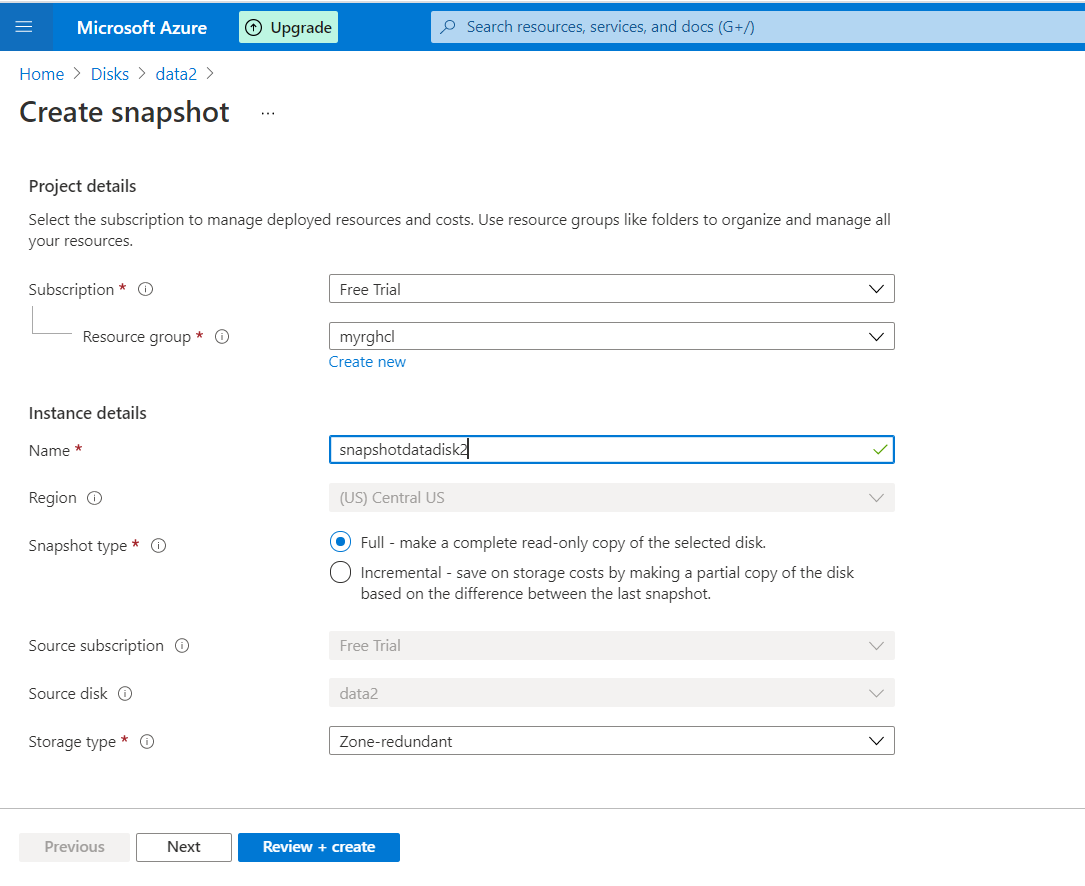 Microsoft Azure
Upgrade
Search resources, services, and docs (G+/)
Home > Disks > data2 >
Create snapshot ...
Project details
Select the subscription to manage deployed resources and costs. Use resource groups like folders to organize and manage all
your resources.
Subscription *
Free Trial
Resource group *
myrghcl
Create new
Instance details
Name *
snapshotdatadisk2
Region
(US) Central US
Snapshot type *
Full - make a complete read-only copy of the selected disk.
Incremental - save on storage costs by making a partial copy of the disk
based on the difference between the last snapshot.
Source subscription
Free Trial
Source disk
data2
Storage type *
Zone-redundant
Previous
Next
Review + create